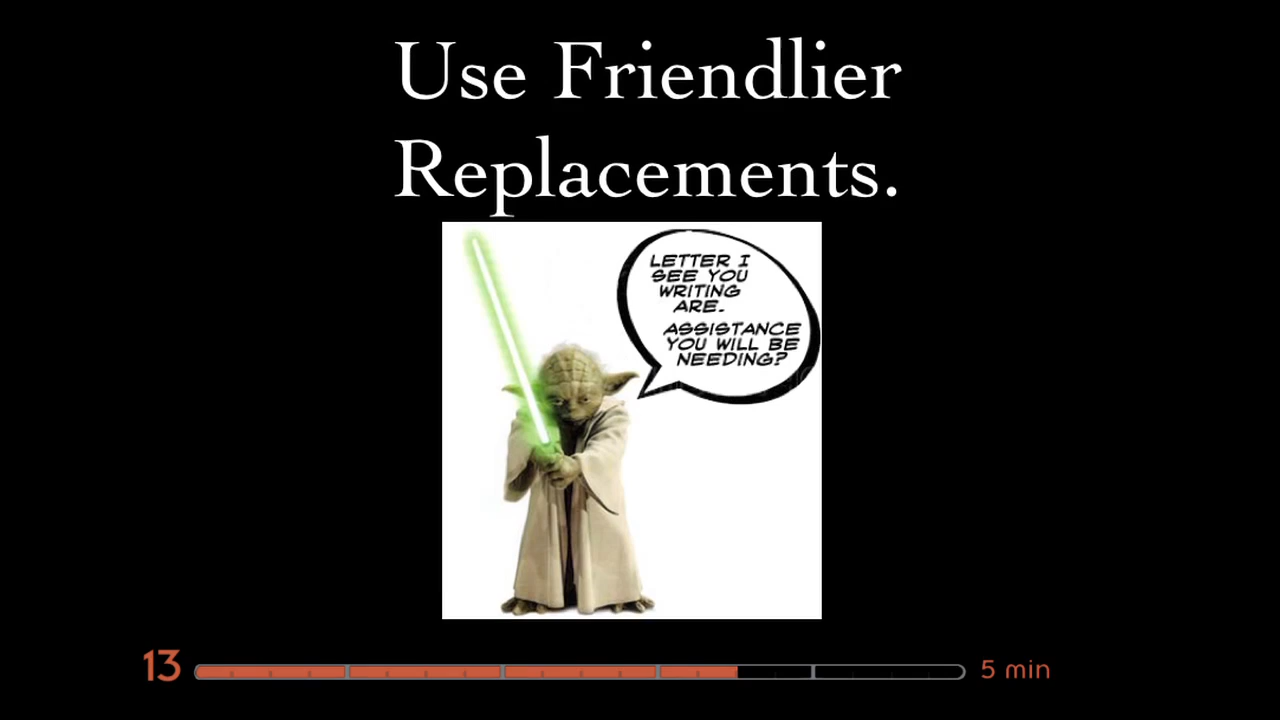 Use Friendlier
Replacements.
LETTER I
SEE YOU
WRITING
ARE.
ASSISTANCE
YOU WILL BE
NEEDING?
13
5 min